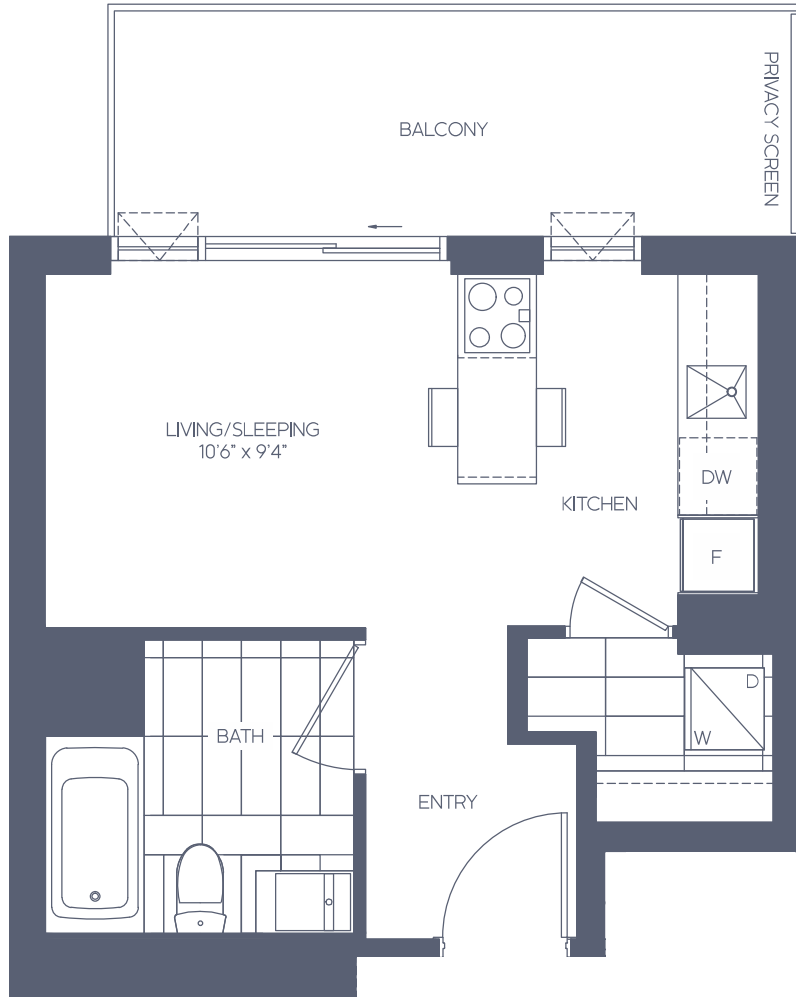 BALCONY
PRIVACY SCREEN
LIVING/SLEEPING
10'6" x 9'4"
DW
KITCHEN
F
D
W
BATH
ENTRY